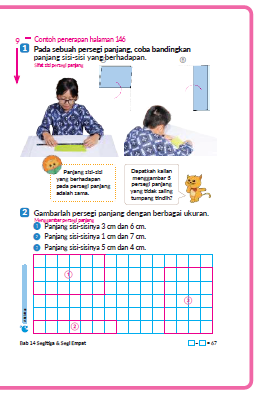 Contoh penerapan halaman 146
1 Pada sebuah persegi panjang, coba bandingkan
panjang sisi-sisi yang berhadapan.
Sifat sisi persegi panjang
Panjang sisi-sisi
yang berhadapan
pada persegi panjang
adalah sama.
Dapatkah kalian
menggambar 3
persegi panjang
yang tidak saling
tumpang tindih?
2 Gambarlah persegi panjang dengan berbagai ukuran.
Menggambar persegi panjang
1 Panjang sisi-sisinya 3 cm dan 6 cm.
2 Panjang sisi-sisinya 1 cm dan 7 cm.
3 Panjang sisi-sisinya 5 cm dan 4 cm.
1
3
2
Bab 14 Segitiga & Segi Empat
= 67